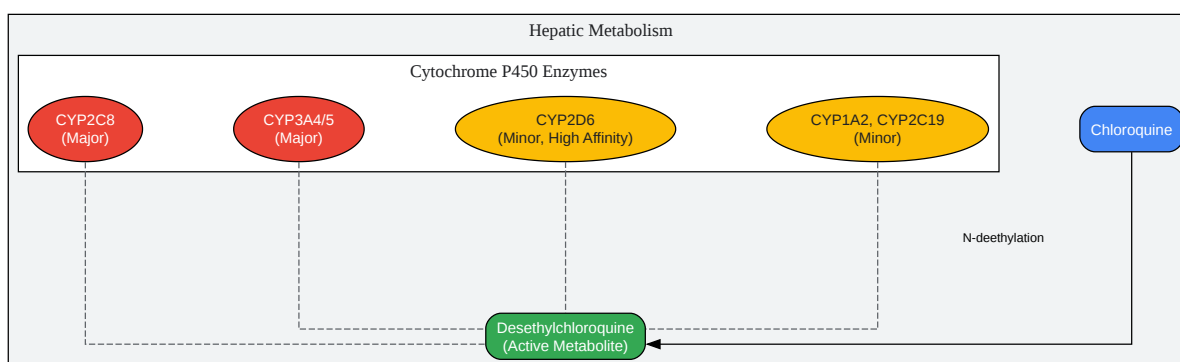 Hepatic Metabolism
Cytochrome P450 Enzymes
CYP2C8
(Major)
CYP3A4/5
(Major)
CYP2D6
(Minor, High Affinity)
CYP1A2, CYP2C19
(Minor)
Chloroquine
N-deethylation
Desethylchloroquine
(Active Metabolite)